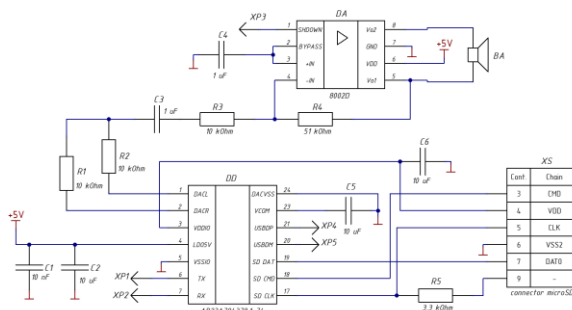 XP3
DA
1 SHDOWN Vo2 8
2 BYPASS GND 7
3 +IN VDD 6
4 -IN Vo1 5
8002D
+5V
BA
C4
1 uF
C3
1 uF
R3
10 kOhm
R4
51 kOhm
R1
10 kOhm
R2
10 kOhm
C6
10 uF
DD
1 DACL DACVSS 24
2 DACR VCOM 23
3 VDDIO USBDP 21
4 LDO5V USBDM 20
5 VSSIO SD DAT 19
6 TX SD CMD 18
7 RX SD CLK 17
C5
10 uF
XP4
XP5
+5V
C1
10 nF
C2
10 uF
XP1
XP2
R5
3.3 kOhm
XS
Cont Chain
3 CMD
4 VDD
5 CLK
6 VSS2
7 DAT0
9 -
connector microSD